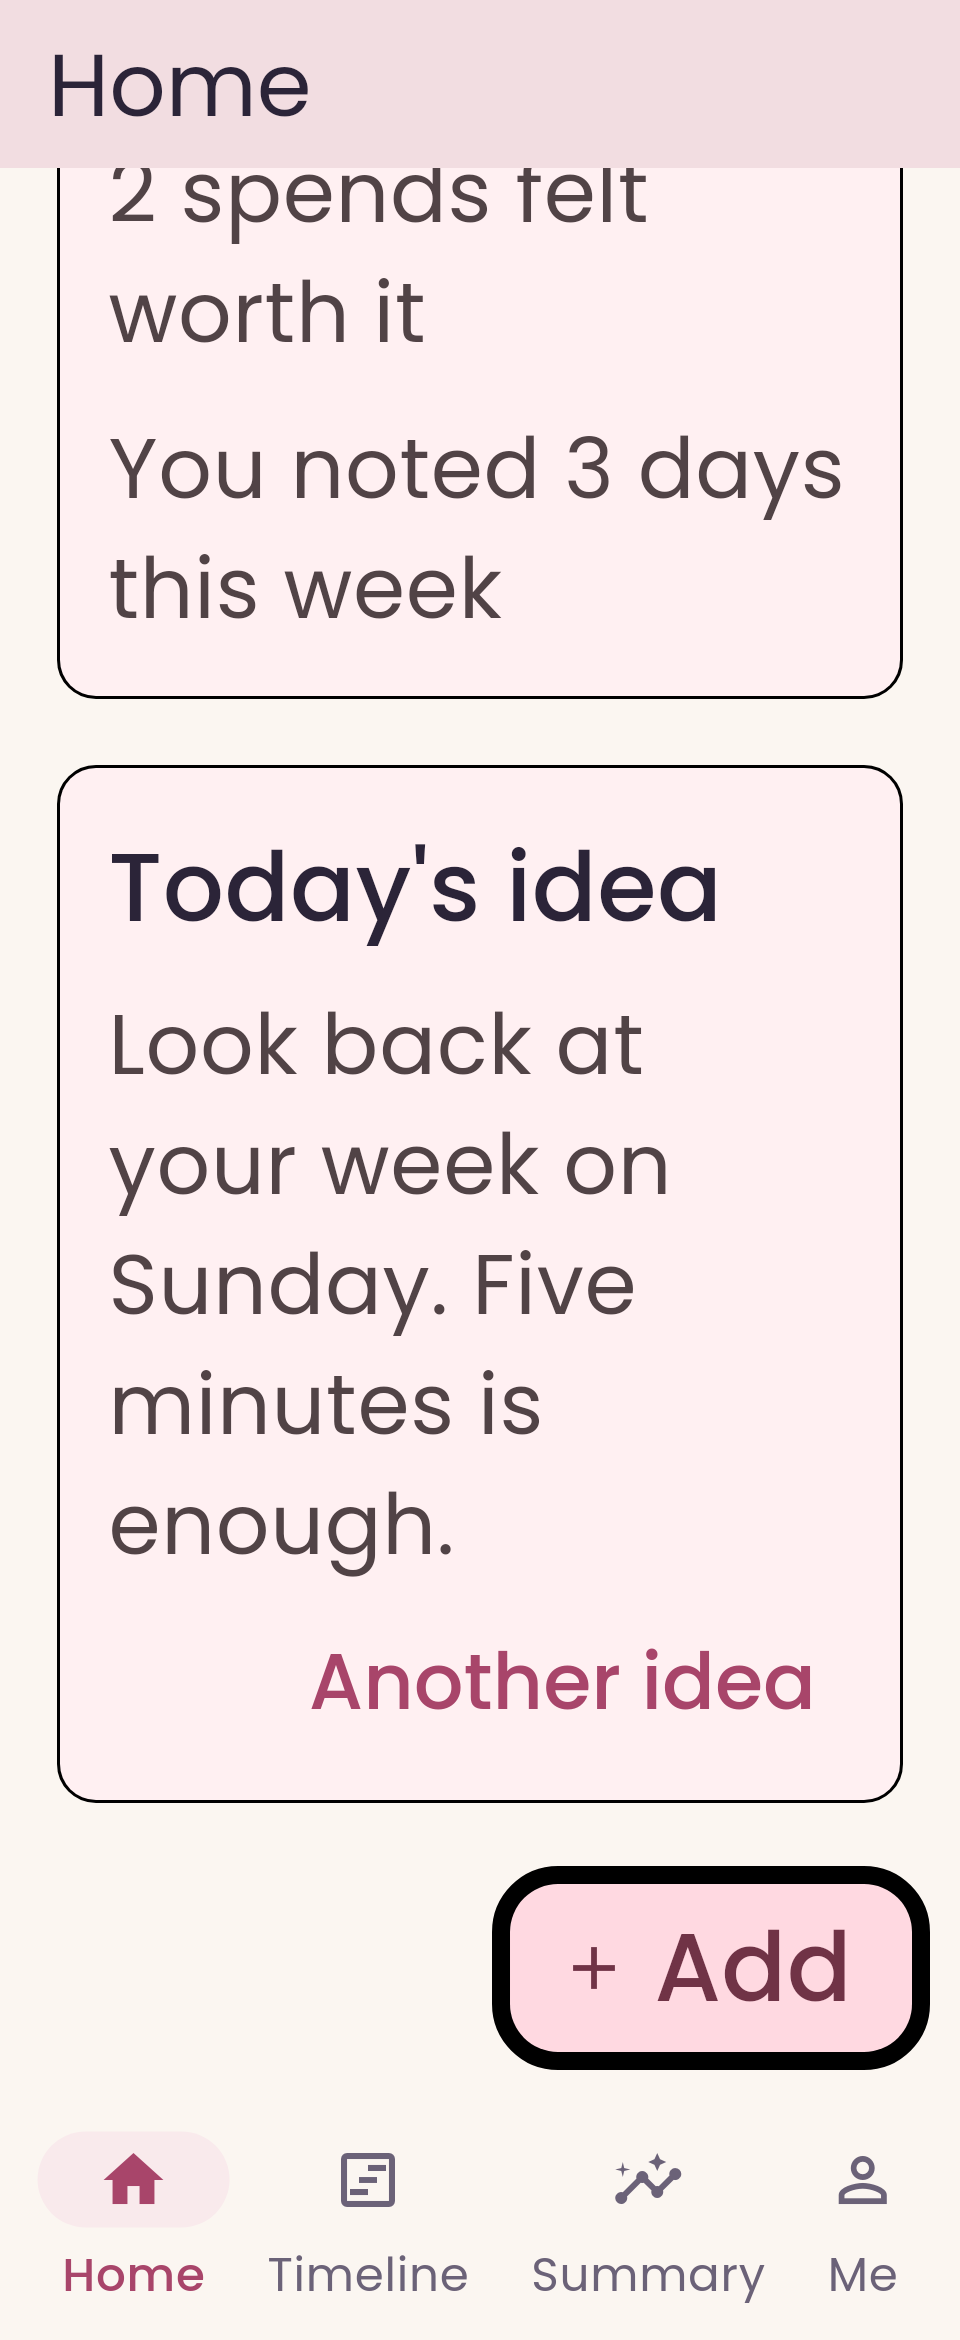 Home
2 spends felt
worth it
You noted 3 days
this week
Today's idea
Look back at
your week on
Sunday. Five
minutes is
enough.
Another idea
+ Add
Home
Timeline
Summary
Me